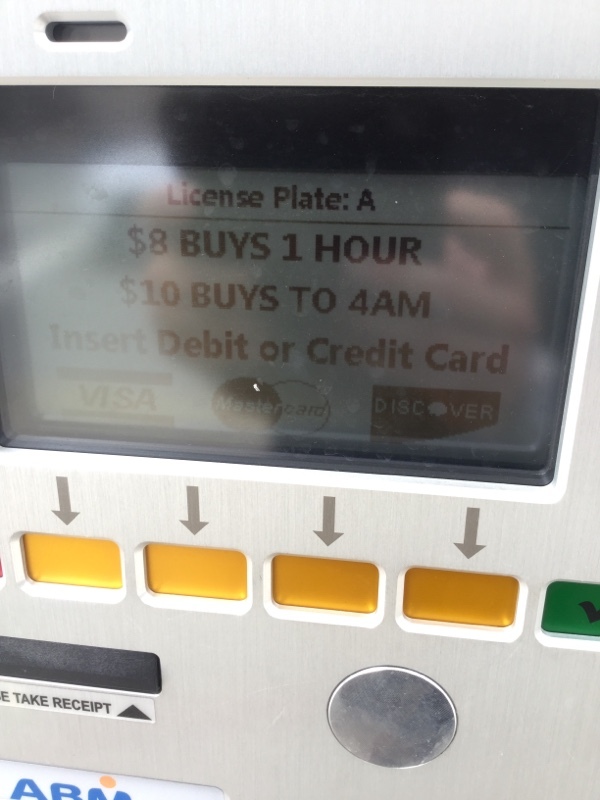 License Plate: A
$8 BUYS 1 HOUR
$10 BUYS TO 4AM
Insert Debit or Credit Card
VISA MasterCard DISCOVER
E TAKE RECEIPT
ABM